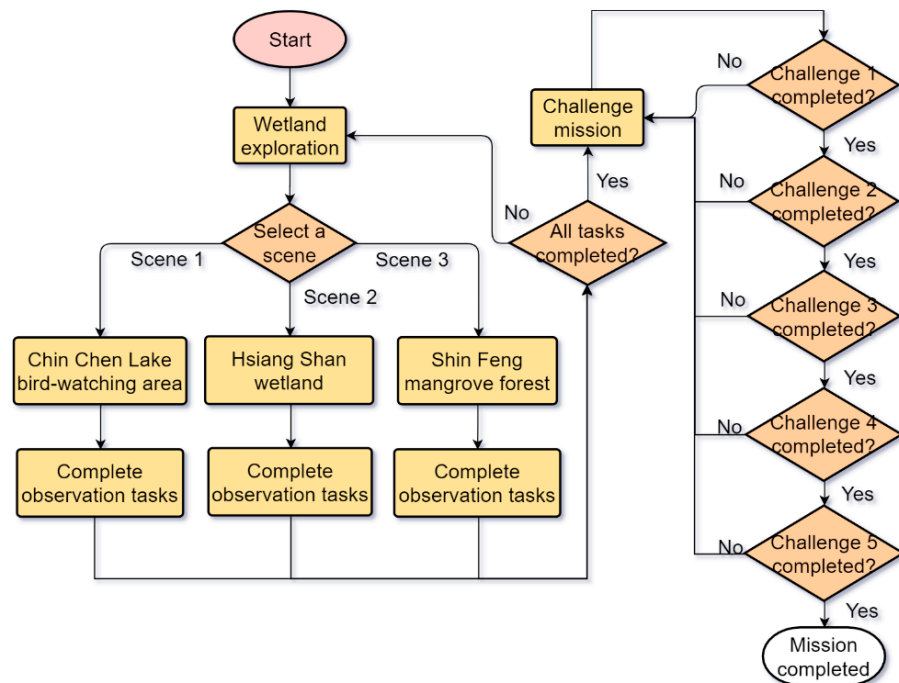 Start
Wetland
exploration
Select a
scene
Scene 1
Scene 2
Scene 3
Chin Chen Lake
bird-watching area
Hsiang Shan
wetland
Shin Feng
mangrove forest
Complete
observation tasks
Complete
observation tasks
Complete
observation tasks
All tasks
completed?
No
Yes
Challenge
mission
Challenge 1
completed?
No
Yes
Challenge 2
completed?
No
Yes
Challenge 3
completed?
No
Yes
Challenge 4
completed?
No
Yes
Challenge 5
completed?
No
Yes
Mission
completed